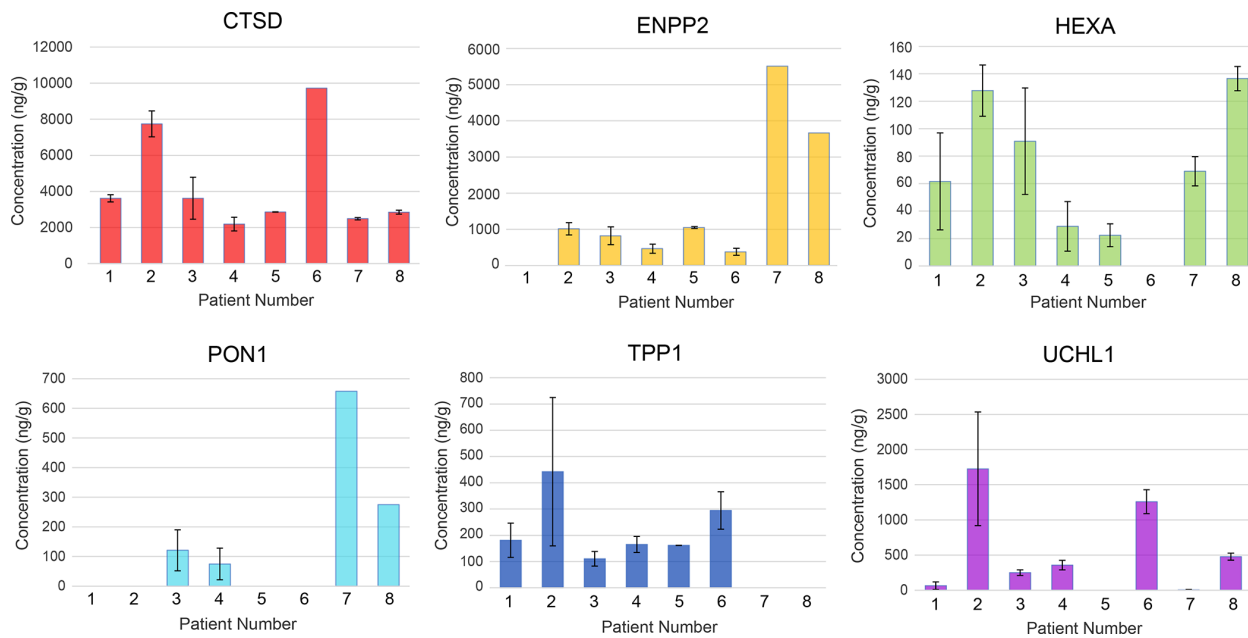 CTSD
Concentration (ng/g)
12000
10000
8000
6000
4000
2000
0
1 2 3 4 5 6 7 8
Patient Number
ENPP2
Concentration (ng/g)
6000
5000
4000
3000
2000
1000
0
1 2 3 4 5 6 7 8
Patient Number
HEXA
Concentration (ng/g)
160
140
120
100
80
60
40
20
0
1 2 3 4 5 6 7 8
Patient Number
PON1
Concentration (ng/g)
700
600
500
400
300
200
100
0
1 2 3 4 5 6 7 8
Patient Number
TPP1
Concentration (ng/g)
800
700
600
500
400
300
200
100
0
1 2 3 4 5 6 7 8
Patient Number
UCHL1
Concentration (ng/g)
3000
2500
2000
1500
1000
500
0
1 2 3 4 5 6 7 8
Patient Number